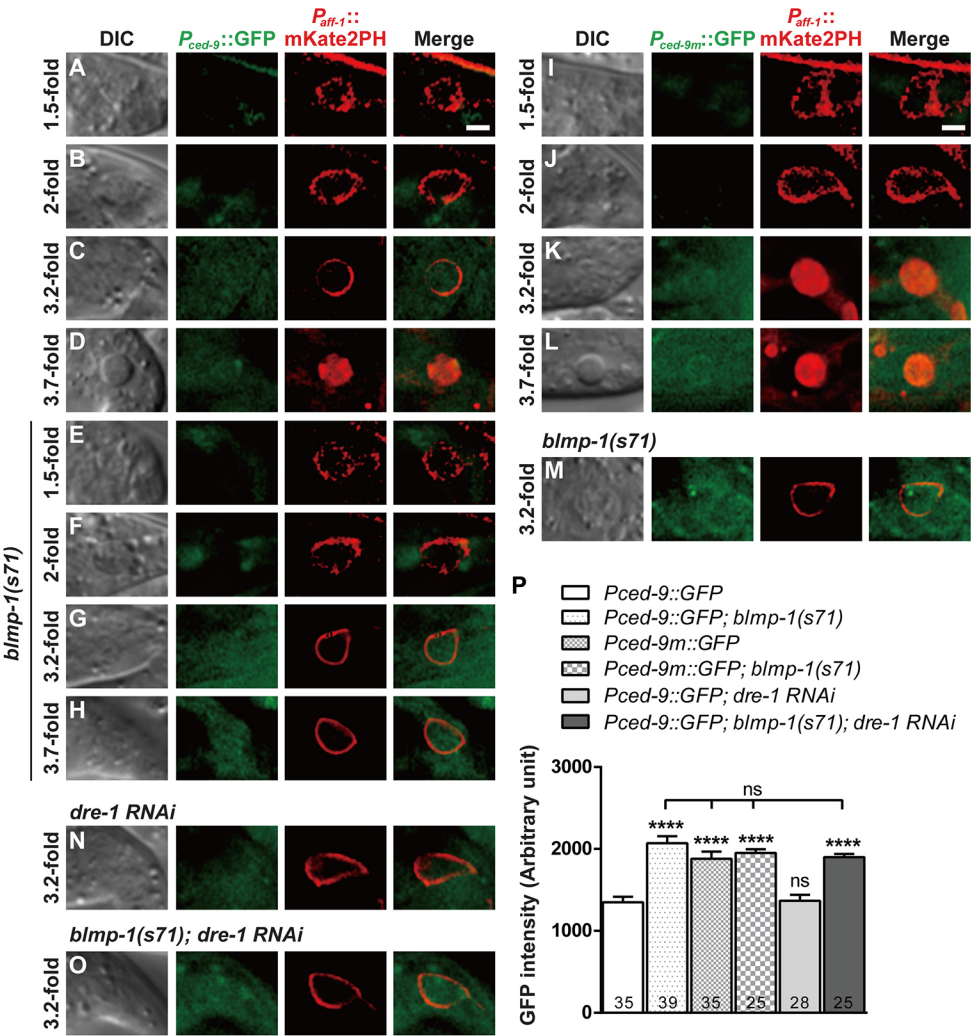 DIC Pced-9::GFP Paff-1::mKate2PH Merge
A 1.5-fold
B 2-fold
C 3.2-fold
D 3.7-fold
blmp-1(s71)
E 1.5-fold
F 2-fold
G 3.2-fold
H 3.7-fold
dre-1 RNAi
N 3.2-fold
blmp-1(s71); dre-1 RNAi
O 3.2-fold
DIC Pced-9m::GFP Paff-1::mKate2PH Merge
I 1.5-fold
J 2-fold
K 3.2-fold
L 3.7-fold
blmp-1(s71)
M 3.2-fold
P
Pced-9::GFP
Pced-9::GFP; blmp-1(s71)
Pced-9m::GFP
Pced-9m::GFP; blmp-1(s71)
Pced-9::GFP; dre-1 RNAi
Pced-9::GFP; blmp-1(s71); dre-1 RNAi
GFP intensity (Arbitrary unit)
3000
2000
1000
0
ns
**** **** **** ns ****
35 39 35 25 28 25